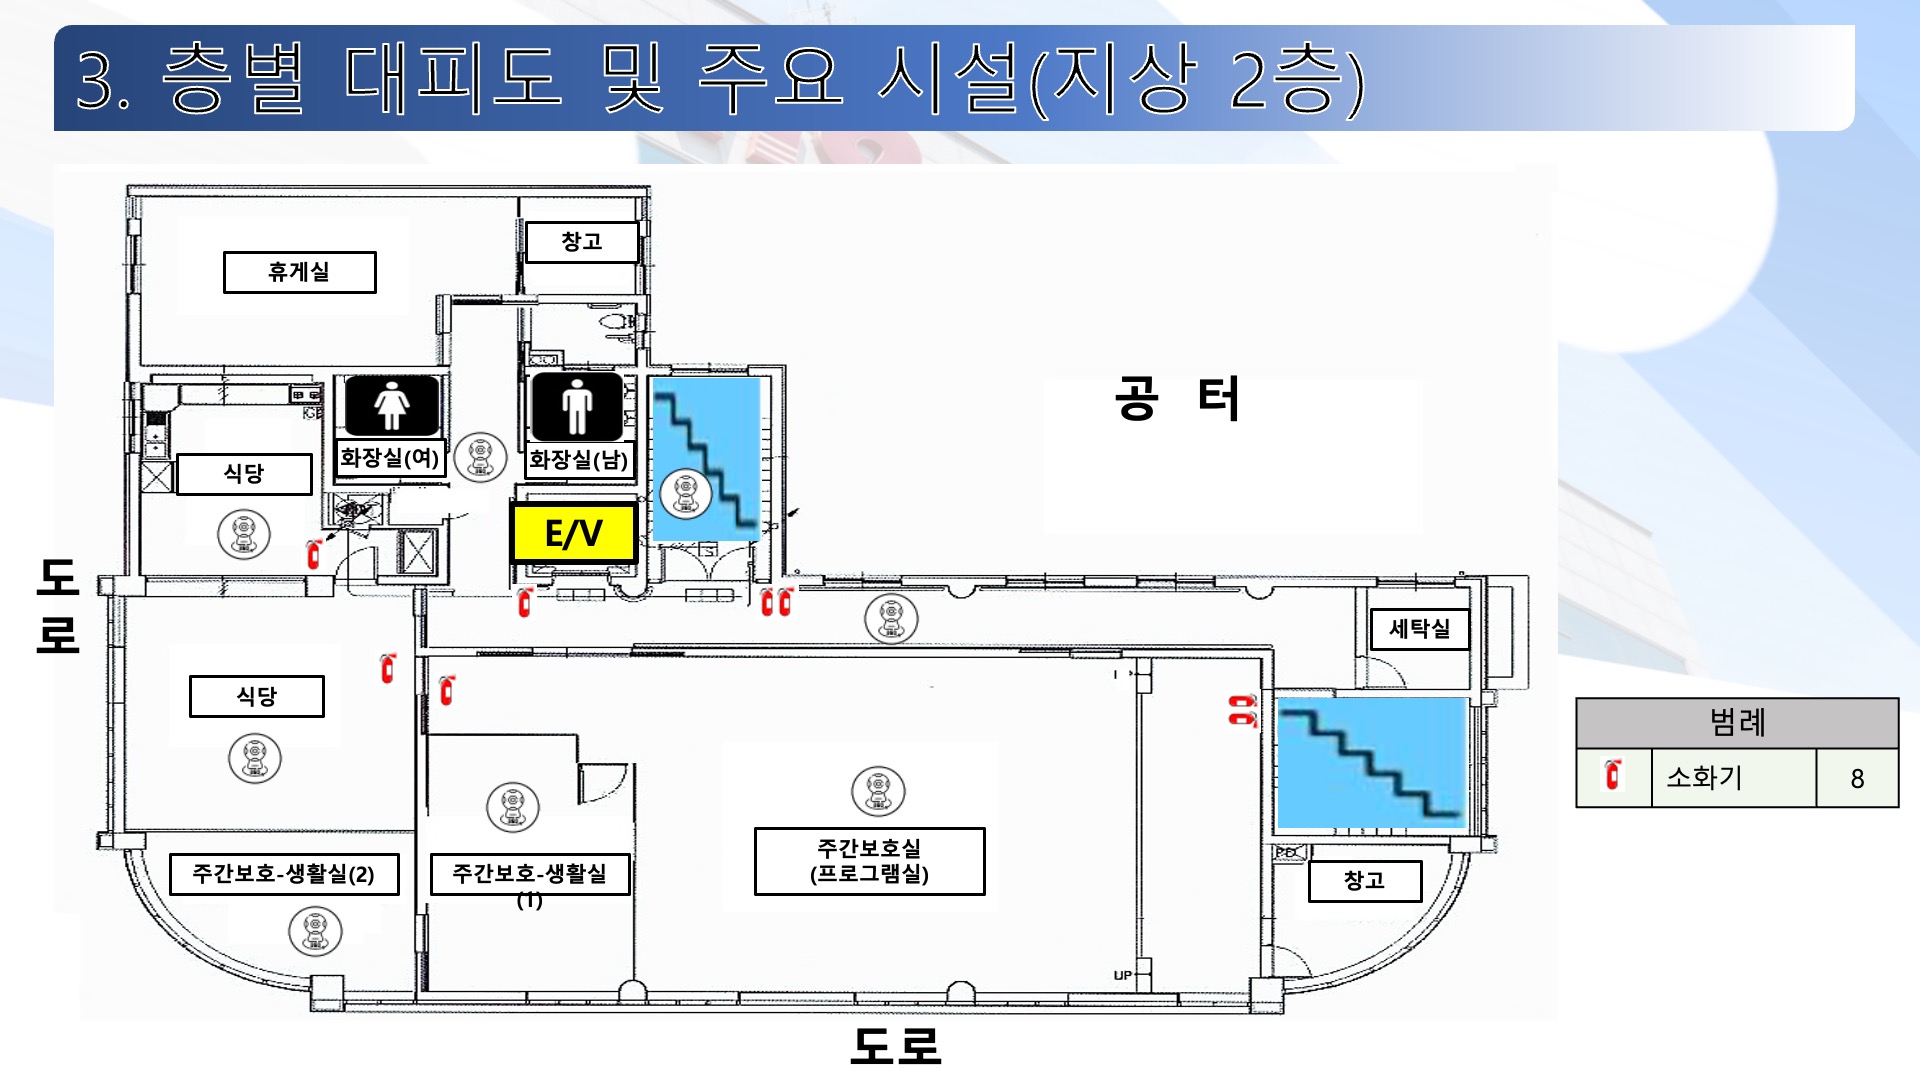 3. 층별 대피도 및 주요 시설(지상 2층)
창고
휴게실
공 터
화장실(여)
화장실(남)
식당
E/V
도
로
세탁실
식당
범례
소화기 8
주간보호실
(프로그램실)
주간보호-생활실(2)
주간보호-생활실
(1)
PD
창고
UP
도로